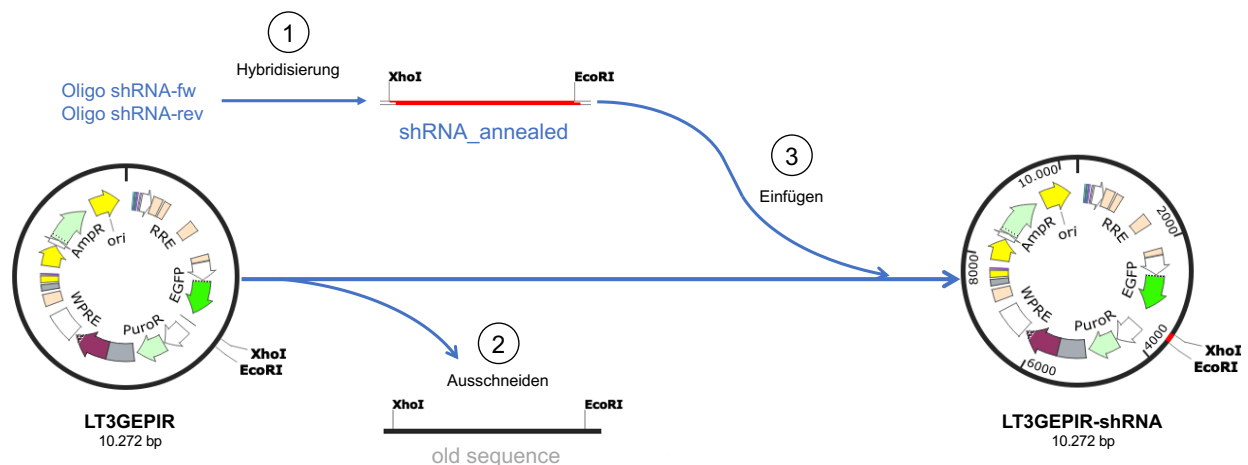 1
Hybridisierung
Oligo shRNA-fw
Oligo shRNA-rev
XhoI
EcoRI
shRNA_annealed
3
Einfügen
AmpR
ori
RRE
EGFP
PuroR
WPRE
XhoI
EcoRI
LT3GEPIR
10.272 bp
2
Ausschneiden
XhoI
EcoRI
old sequence
10.000
2000
4000
6000
8000
AmpR
ori
RRE
EGFP
PuroR
WPRE
XhoI
EcoRI
LT3GEPIR-shRNA
10.272 bp